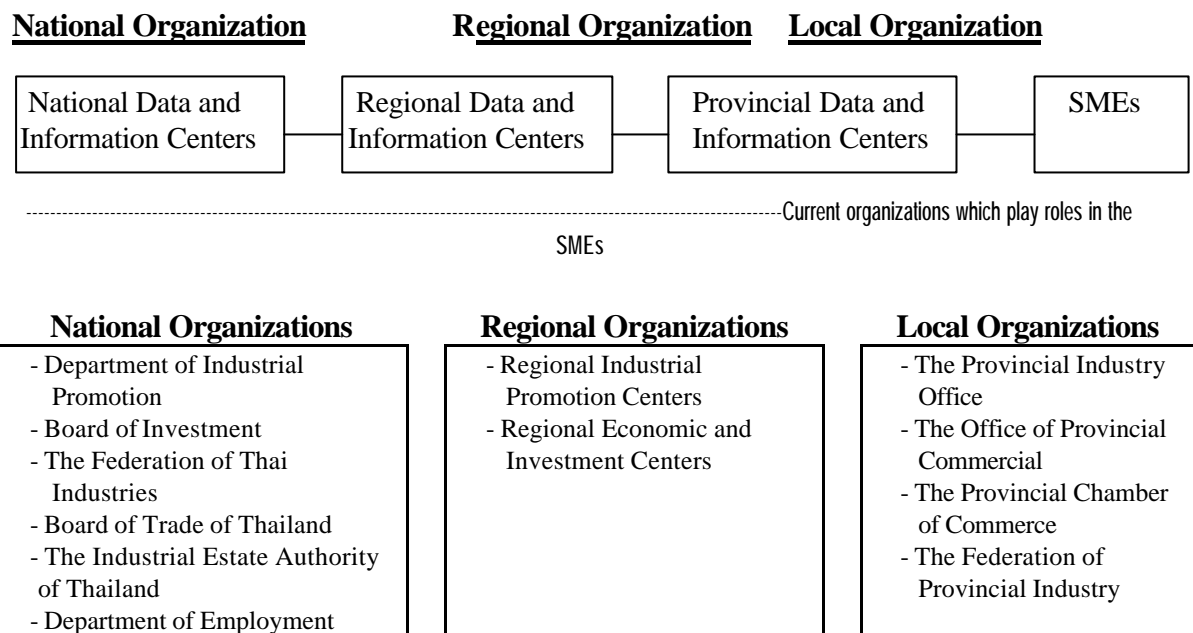 National Organization Regional Organization Local Organization
National Data and
Information Centers
Regional Data and
Information Centers
Provincial Data and
Information Centers
SMEs
Current organizations which play roles in the
SMEs
National Organizations
- Department of Industrial
Promotion
- Board of Investment
- The Federation of Thai
Industries
- Board of Trade of Thailand
- The Industrial Estate Authority
of Thailand
- Department of Employment
Regional Organizations
- Regional Industrial
Promotion Centers
- Regional Economic and
Investment Centers
Local Organizations
- The Provincial Industry
Office
- The Office of Provincial
Commercial
- The Provincial Chamber
of Commerce
- The Federation of
Provincial Industry